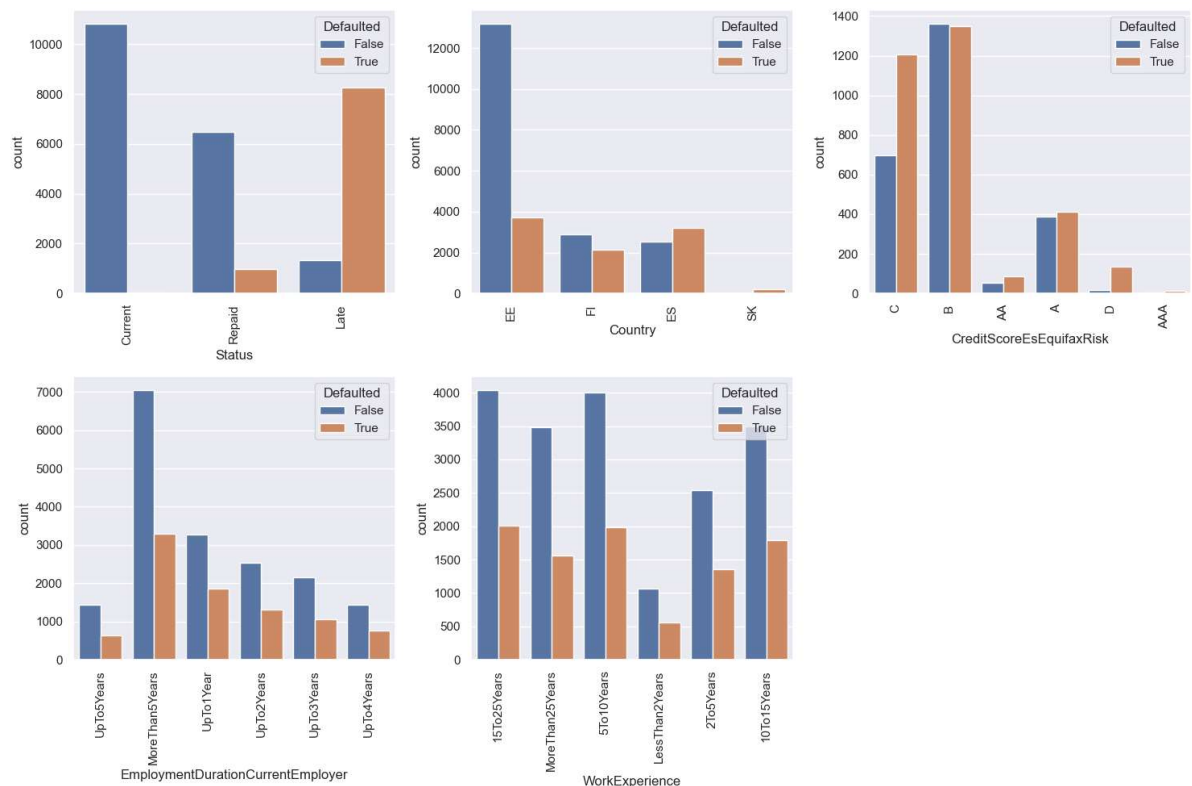 Defaulted
False
True
10000
8000
6000
4000
2000
0
count
Current
Repaid
Late
Status
Defaulted
False
True
12000
10000
8000
6000
4000
2000
0
count
EE
FI
ES
SK
Country
Defaulted
False
True
1400
1200
1000
800
600
400
200
0
count
C
B
AA
A
D
AAA
CreditScoreEsEquifaxRisk
Defaulted
False
True
7000
6000
5000
4000
3000
2000
1000
0
count
UpTo5Years
MoreThan5Years
UpTo1Year
UpTo2Years
UpTo3Years
UpTo4Years
EmploymentDurationCurrentEmployer
Defaulted
False
True
4000
3500
3000
2500
2000
1500
1000
500
0
count
15To25Years
MoreThan25Years
5To10Years
LessThan2Years
2To5Years
10To15Years
WorkExperience